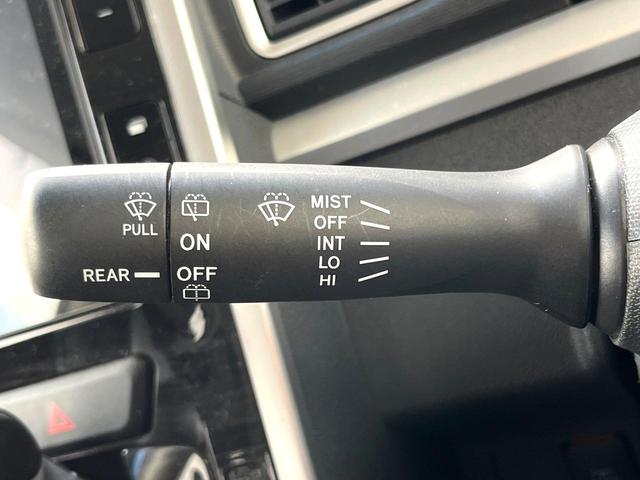 PULL
REAR
ON
OFF
MIST
OFF
INT
LO
HI